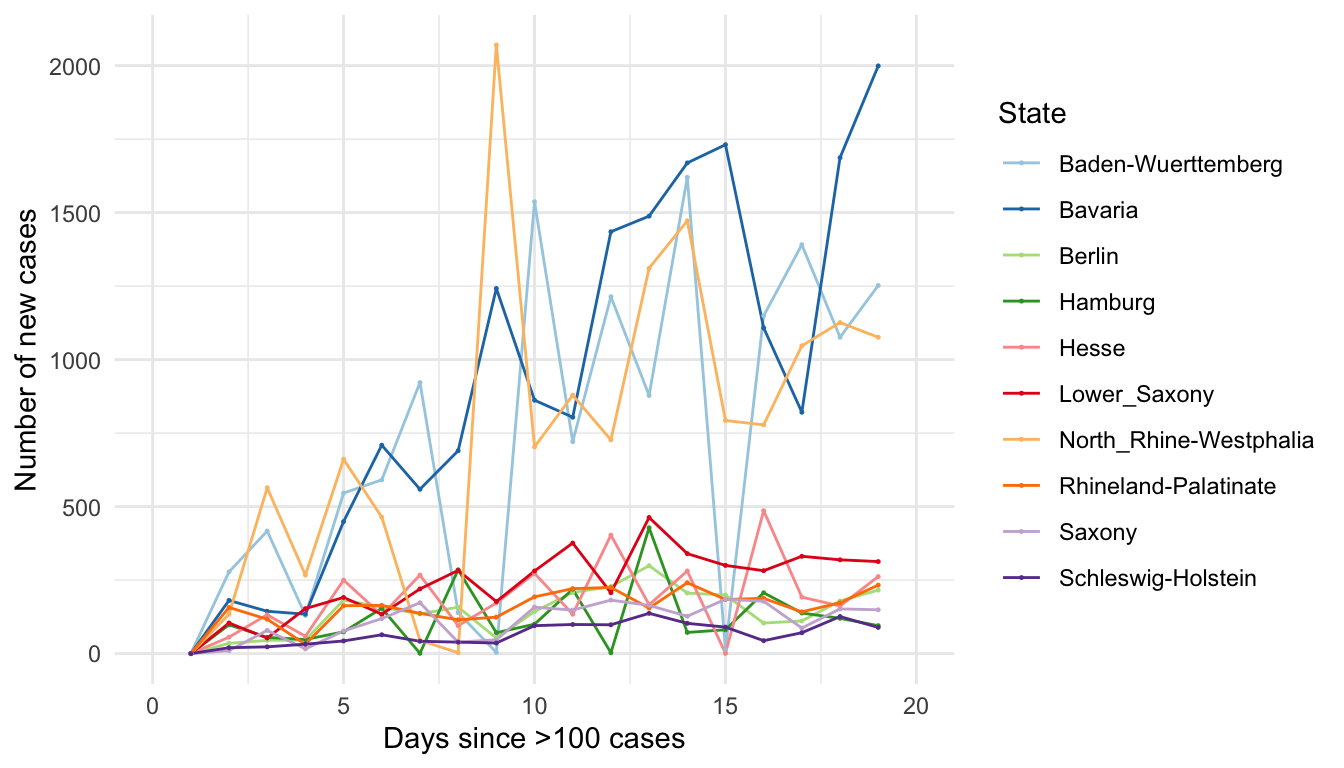 2000
1500
1000
500
0
Number of new cases
0 5 10 15 20
Days since >100 cases
State
Baden-Wuerttemberg
Bavaria
Berlin
Hamburg
Hesse
Lower_Saxony
North_Rhine-Westphalia
Rhineland-Palatinate
Saxony
Schleswig-Holstein